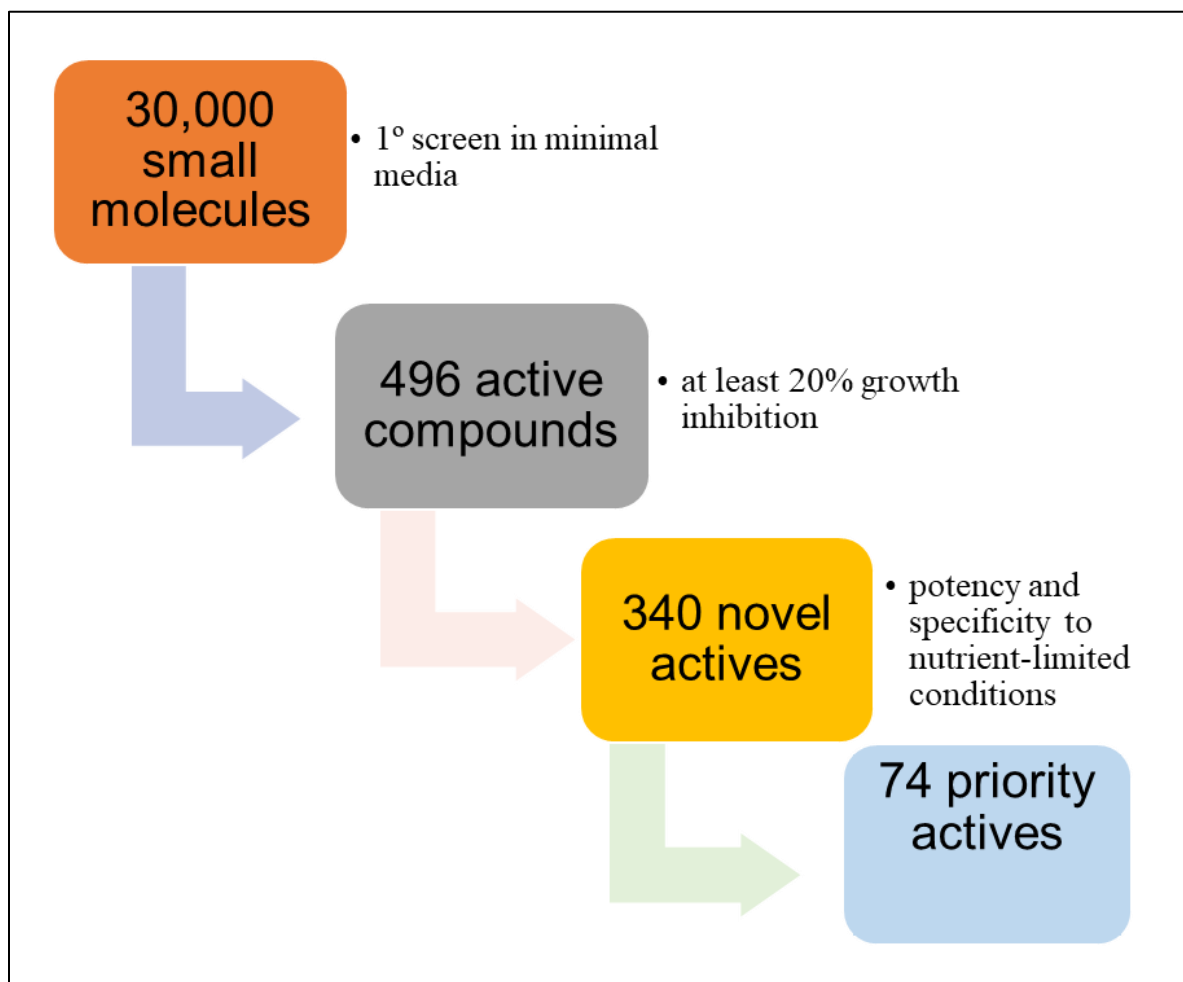 30,000
small
molecules
• 1º screen in minimal
media
496 active
compounds
• at least 20% growth
inhibition
340 novel
actives
• potency and
specificity to
nutrient-limited
conditions
74 priority
actives